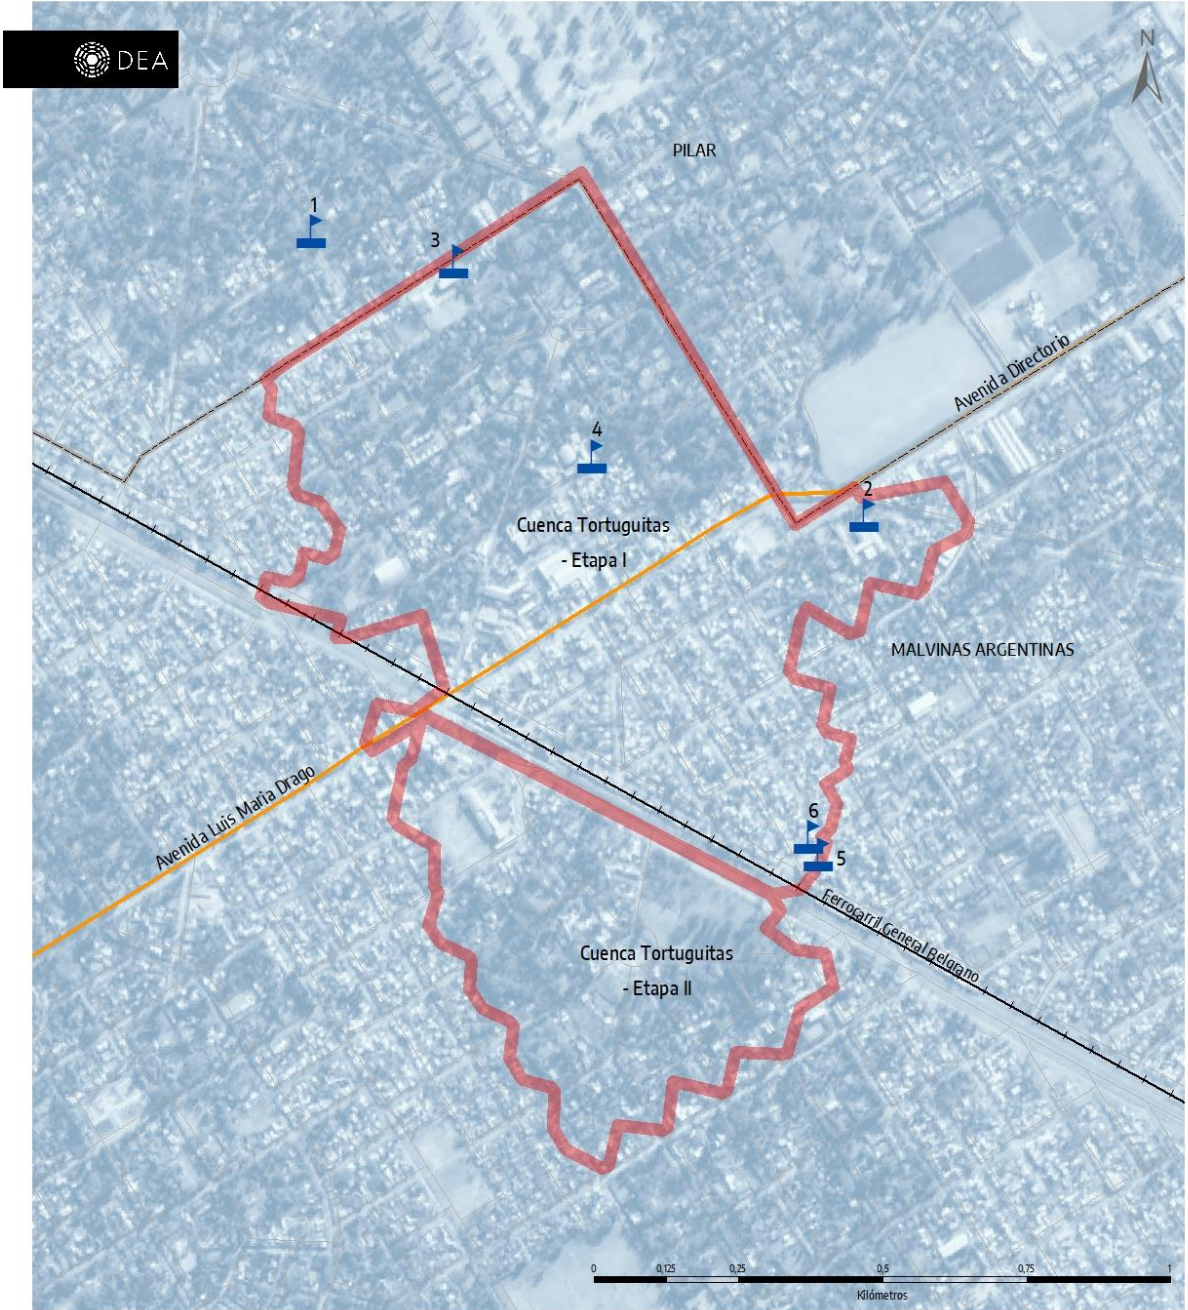 DEA
N
PILAR
1
3
Avenida Directorio
4
2
Cuenca Tortuguitas
- Etapa I
MALVINAS ARGENTINAS
Avenida Luis Maria Drago
6
5
Ferrocarril General Belgrano
Cuenca Tortuguitas
- Etapa II
0 0,125 0,25 0,5 0,75 1
Kilómetros